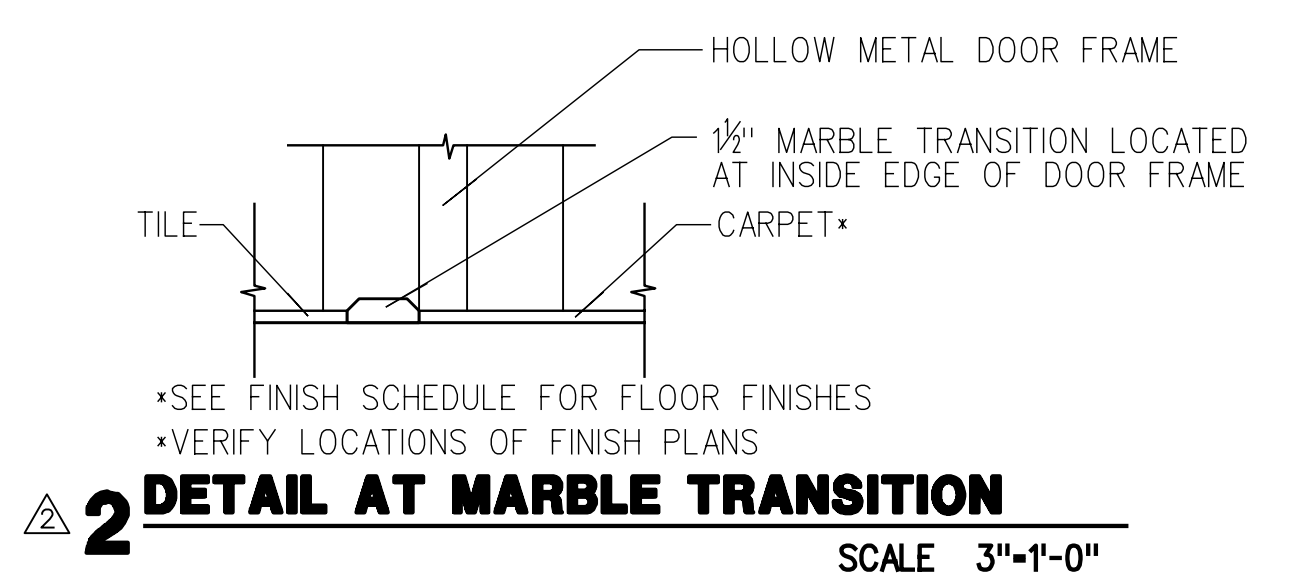 HOLLOW METAL DOOR FRAME
1½" MARBLE TRANSITION LOCATED
AT INSIDE EDGE OF DOOR FRAME
TILE
CARPET*
*SEE FINISH SCHEDULE FOR FLOOR FINISHES
*VERIFY LOCATIONS OF FINISH PLANS
2 2 DETAIL AT MARBLE TRANSITION
SCALE 3"=1'-0"